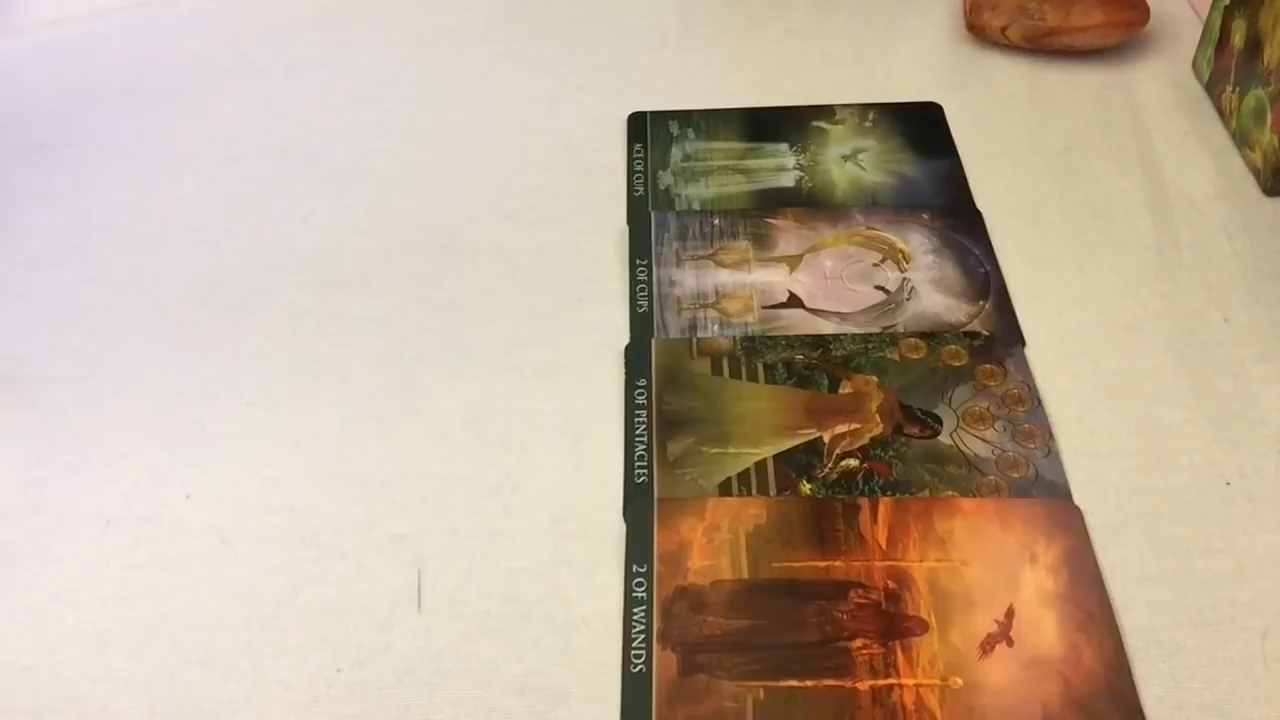 ACE OF CUPS
2 OF CUPS
9 OF PENTACLES
2 OF WANDS